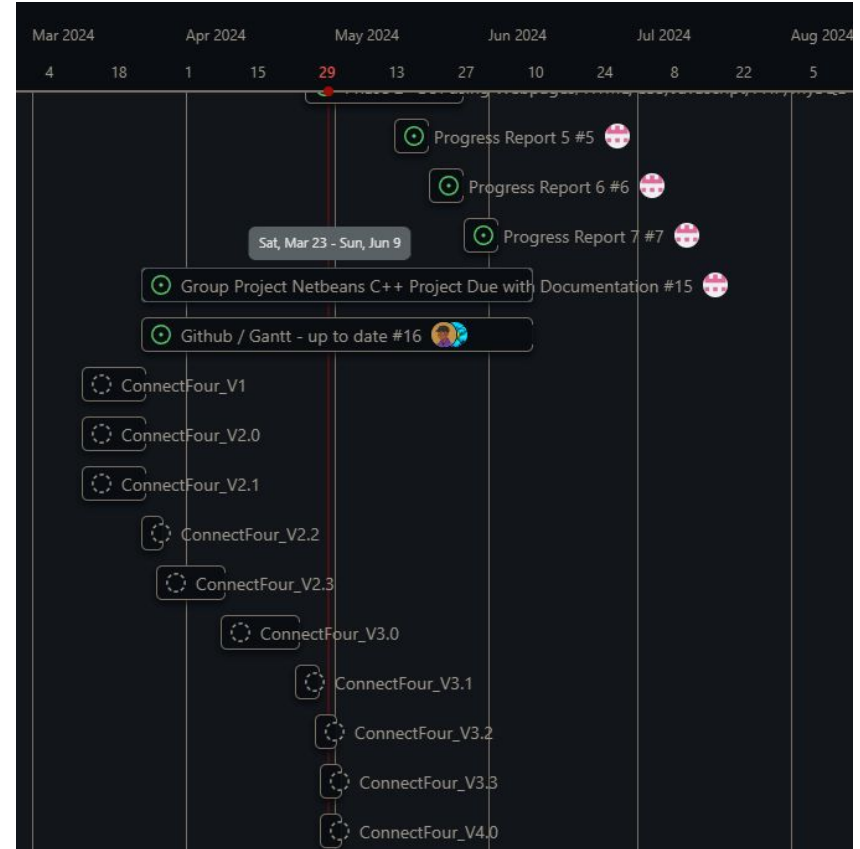 Mar 2024 Apr 2024 May 2024 Jun 2024 Jul 2024 Aug 2024
4 18 1 15 29 13 27 10 24 8 22 5
Progress Report 5 #5
Progress Report 6 #6
Progress Report 7 #7
Sat, Mar 23 - Sun, Jun 9
Group Project Netbeans C++ Project Due with Documentation #15
Github / Gantt - up to date #16
ConnectFour_V1
ConnectFour_V2.0
ConnectFour_V2.1
ConnectFour_V2.2
ConnectFour_V2.3
ConnectFour_V3.0
ConnectFour_V3.1
ConnectFour_V3.2
ConnectFour_V3.3
ConnectFour_V4.0